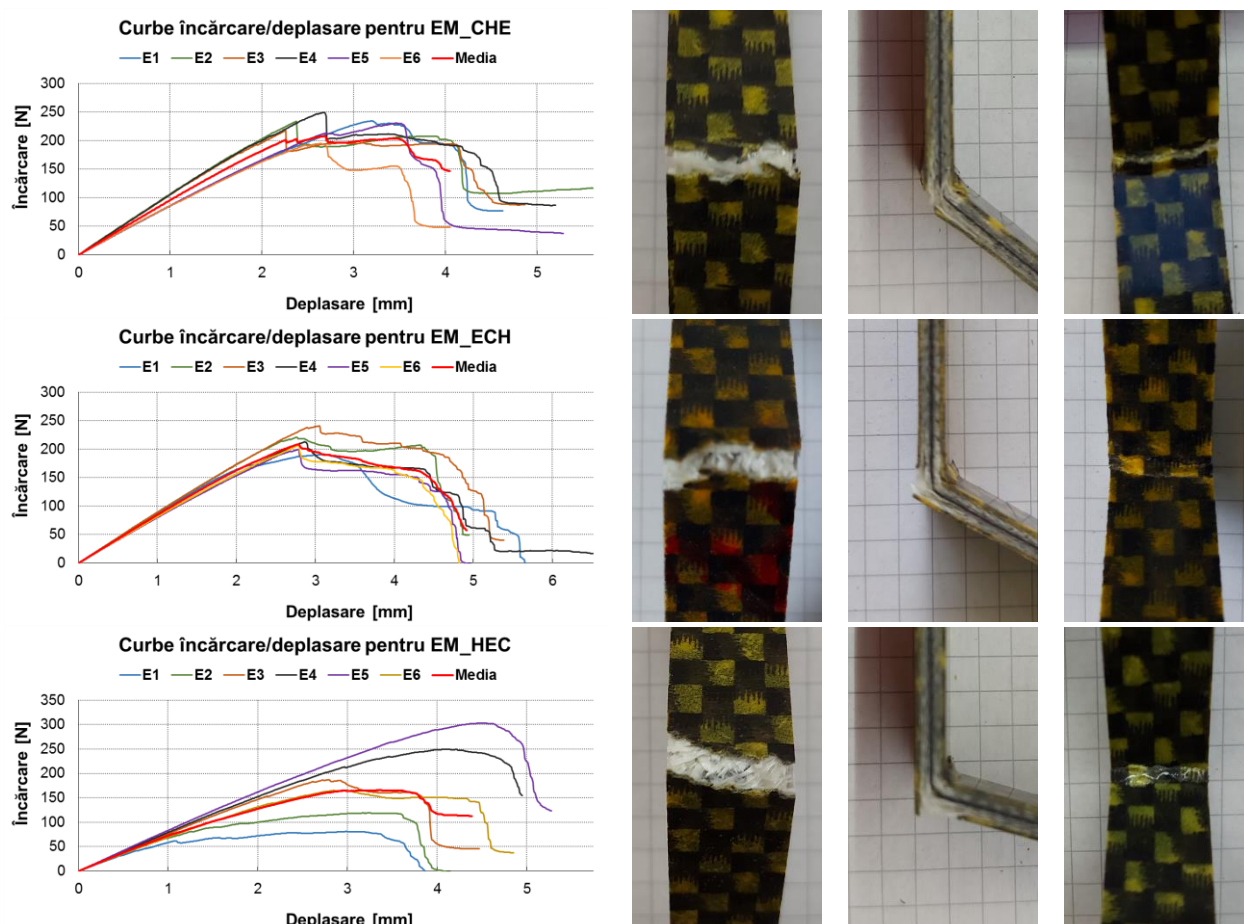 Curbe încărcare/deplasare pentru EM_CHE
E1 E2 E3 E4 E5 E6 Media
Încărcare [N]
300
250
200
150
100
50
0
0 1 2 3 4 5
Deplasare [mm]
Curbe încărcare/deplasare pentru EM_ECH
E1 E2 E3 E4 E5 E6 Media
Încărcare [N]
300
250
200
150
100
50
0
0 1 2 3 4 5 6
Deplasare [mm]
Curbe încărcare/deplasare pentru EM_HEC
E1 E2 E3 E4 E5 E6 Media
Încărcare [N]
350
300
250
200
150
100
50
0
0 1 2 3 4 5
Deplasare [mm]